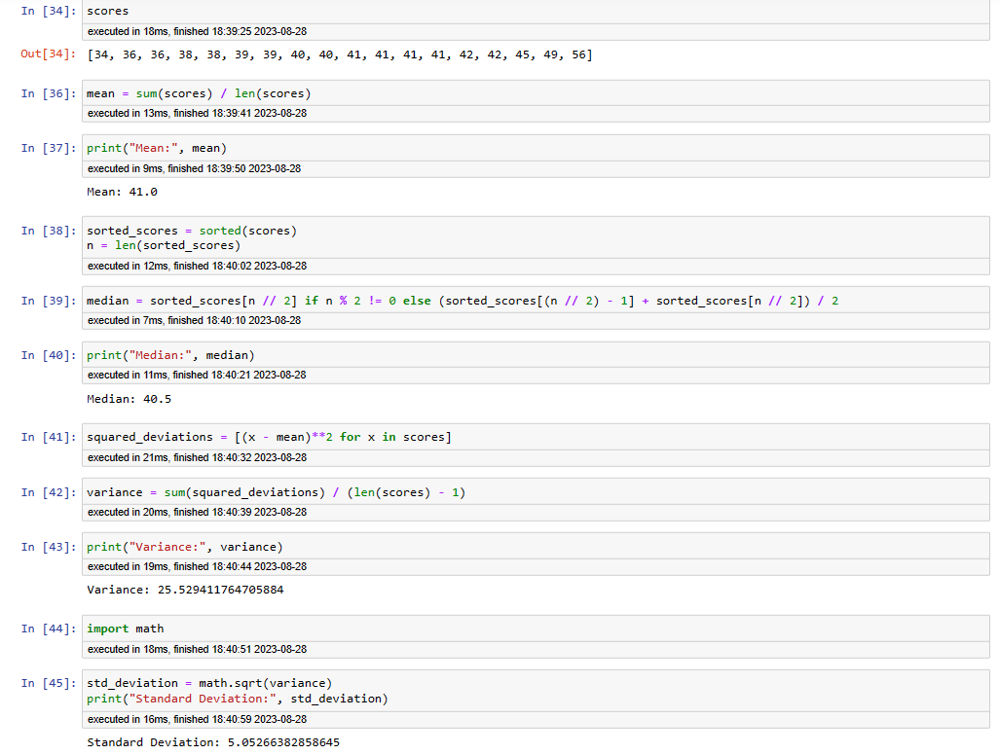 In [34]: scores
executed in 18ms, finished 18:39:25 2023-08-28
Out[34]: [34, 36, 36, 38, 38, 39, 39, 40, 40, 41, 41, 41, 41, 42, 42, 45, 49, 56]
In [36]: mean = sum(scores) / len(scores)
executed in 13ms, finished 18:39:41 2023-08-28
In [37]: print("Mean:", mean)
executed in 9ms, finished 18:39:50 2023-08-28
Mean: 41.0
In [38]: sorted_scores = sorted(scores)
n = len(sorted_scores)
executed in 12ms, finished 18:40:02 2023-08-28
In [39]: median = sorted_scores[n // 2] if n % 2 != 0 else (sorted_scores[(n // 2) - 1] + sorted_scores[n // 2]) / 2
executed in 7ms, finished 18:40:10 2023-08-28
In [40]: print("Median:", median)
executed in 11ms, finished 18:40:21 2023-08-28
Median: 40.5
In [41]: squared_deviations = [(x - mean)**2 for x in scores]
executed in 21ms, finished 18:40:32 2023-08-28
In [42]: variance = sum(squared_deviations) / (len(scores) - 1)
executed in 20ms, finished 18:40:39 2023-08-28
In [43]: print("Variance:", variance)
executed in 19ms, finished 18:40:44 2023-08-28
Variance: 25.529411764705884
In [44]: import math
executed in 18ms, finished 18:40:51 2023-08-28
In [45]: std_deviation = math.sqrt(variance)
print("Standard Deviation:", std_deviation)
executed in 16ms, finished 18:40:59 2023-08-28
Standard Deviation: 5.05266382858645